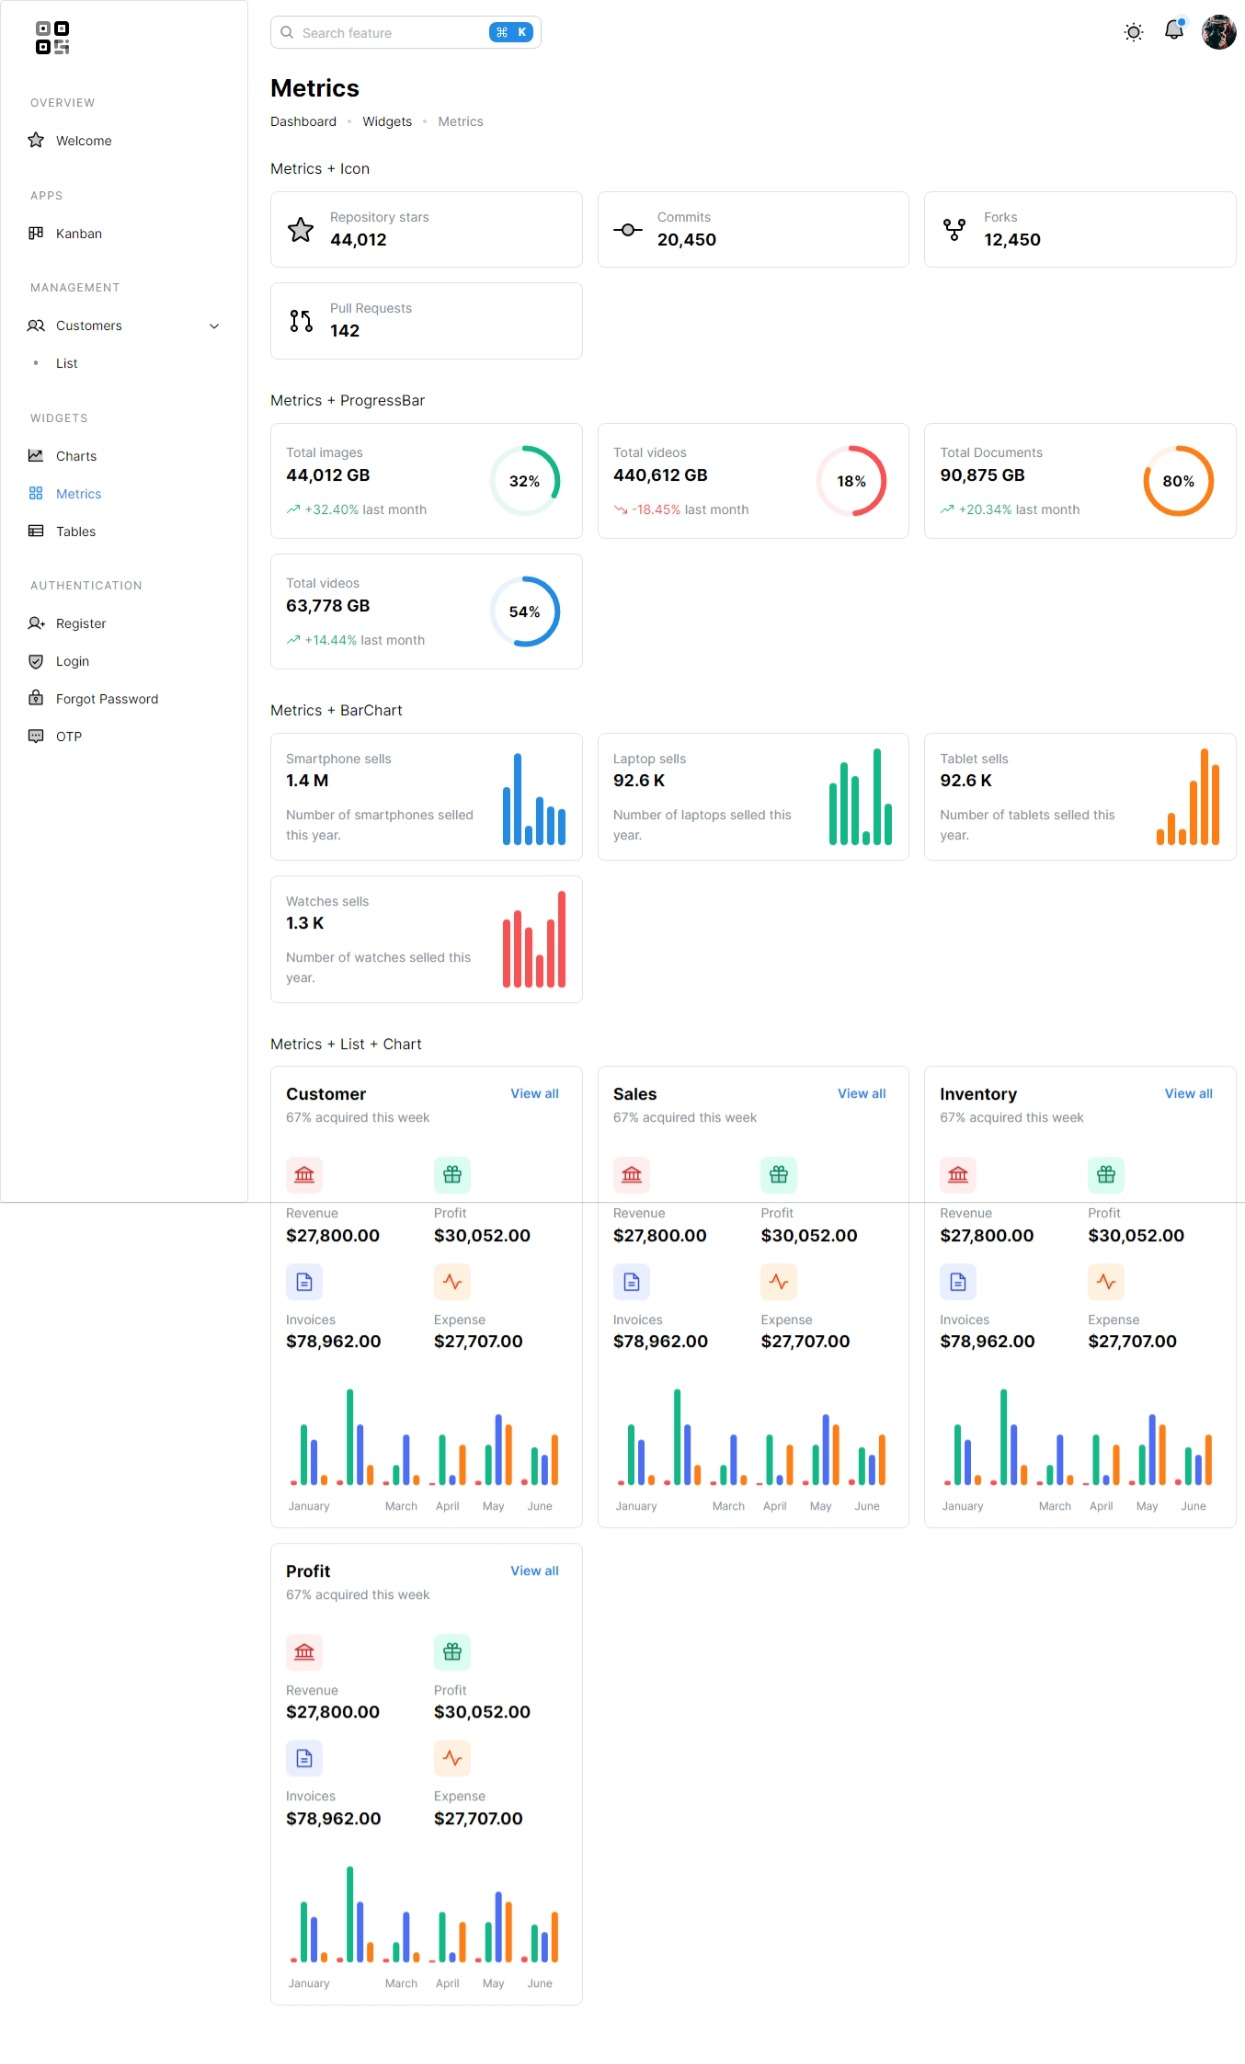 Search feature
⌘ K
OVERVIEW
Welcome
APPS
Kanban
MANAGEMENT
Customers
List
WIDGETS
Charts
Metrics
Tables
AUTHENTICATION
Register
Login
Forgot Password
OTP
Metrics
Dashboard • Widgets • Metrics
Metrics + Icon
Repository stars
44,012
Commits
20,450
Forks
12,450
Pull Requests
142
Metrics + ProgressBar
Total images
44,012 GB
+32.40% last month
32%
Total videos
440,612 GB
-18.45% last month
18%
Total Documents
90,875 GB
+20.34% last month
80%
Total videos
63,778 GB
+14.44% last month
54%
Metrics + BarChart
Smartphone sells
1.4 M
Number of smartphones selled
this year.
Laptop sells
92.6 K
Number of laptops selled this
year.
Tablet sells
92.6 K
Number of tablets selled this
year.
Watches sells
1.3 K
Number of watches selled this
year.
Metrics + List + Chart
Customer View all
67% acquired this week
Revenue Profit
$27,800.00 $30,052.00
Invoices Expense
$78,962.00 $27,707.00
January March April May June
Sales View all
67% acquired this week
Revenue Profit
$27,800.00 $30,052.00
Invoices Expense
$78,962.00 $27,707.00
January March April May June
Inventory View all
67% acquired this week
Revenue Profit
$27,800.00 $30,052.00
Invoices Expense
$78,962.00 $27,707.00
January March April May June
Profit View all
67% acquired this week
Revenue Profit
$27,800.00 $30,052.00
Invoices Expense
$78,962.00 $27,707.00
January March April May June